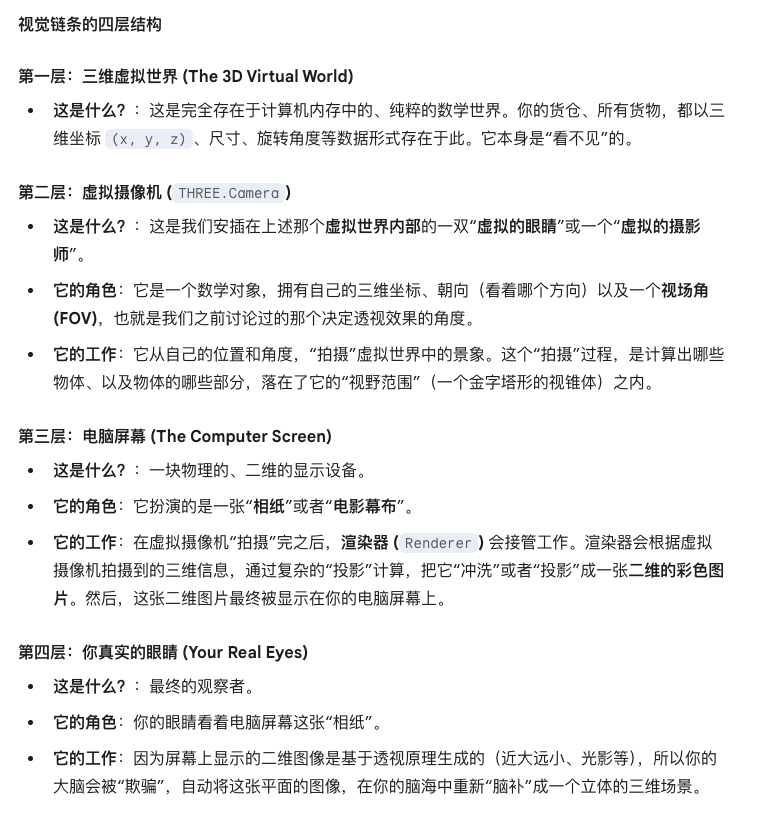 视觉链条的四层结构
第一层：三维虚拟世界 (The 3D Virtual World)
• 这是什么？：这是完全存在于计算机内存中的、纯粹的数学世界。你的货仓、所有货物，都以三
维坐标 (x, y, z) 、尺寸、旋转角度等数据形式存在于此。它本身是“看不见”的。
第二层：虚拟摄像机 ( THREE.Camera )
• 这是什么？：这是我们安插在上述那个虚拟世界内部的一双“虚拟的眼睛”或一个“虚拟的摄影
师”。
• 它的角色：它是一个数学对象，拥有自己的三维坐标、朝向（看着哪个方向）以及一个视场角
(FOV)，也就是我们之前讨论过的那个决定透视效果的角度。
• 它的工作：它从自己的位置和角度，“拍摄”虚拟世界中的景象。这个“拍摄”过程，是计算出哪些
物体、以及物体的哪些部分，落在了它的“视野范围”（一个金字塔形的视锥体）之内。
第三层：电脑屏幕 (The Computer Screen)
• 这是什么？：一块物理的、二维的显示设备。
• 它的角色：它扮演的是一张“相纸”或者“电影幕布”。
• 它的工作：在虚拟摄像机“拍摄”完之后，渲染器 ( Renderer ) 会接管工作。渲染器会根据虚拟
摄像机拍摄到的三维信息，通过复杂的“投影”计算，把它“冲洗”或者“投影”成一张二维的彩色图
片。然后，这张二维图片最终被显示在你的电脑屏幕上。
第四层：你真实的眼睛 (Your Real Eyes)
• 这是什么？：最终的观察者。
• 它的角色：你的眼睛看着电脑屏幕这张“相纸”。
• 它的工作：因为屏幕上显示的二维图像是基于透视原理生成的（近大远小、光影等），所以你的
大脑会被“欺骗”，自动将这张平面的图像，在你的脑海中重新“脑补”成一个立体的三维场景。